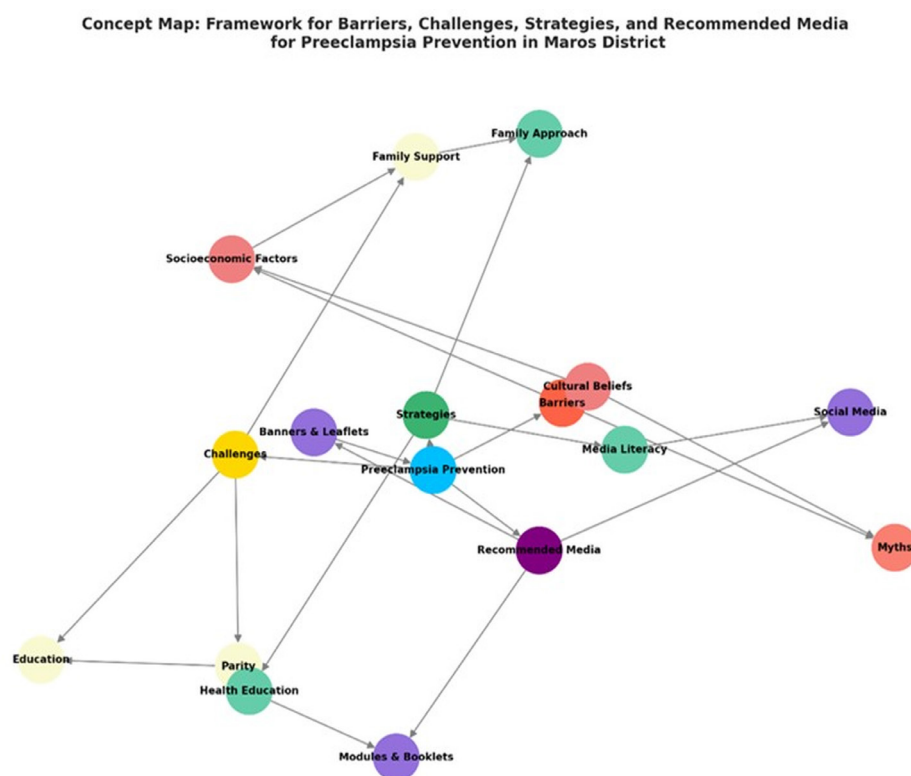 Concept Map: Framework for Barriers, Challenges, Strategies, and Recommended Media
for Preeclampsia Prevention in Maros District
Family Approach
Family Support
Socioeconomic Factors
Cultural Beliefs
Barriers
Social Media
Strategies
Banners & Leaflets
Media Literacy
Challenges
Preeclampsia Prevention
Recommended Media
Myths
Education
Parity
Health Education
Modules & Booklets